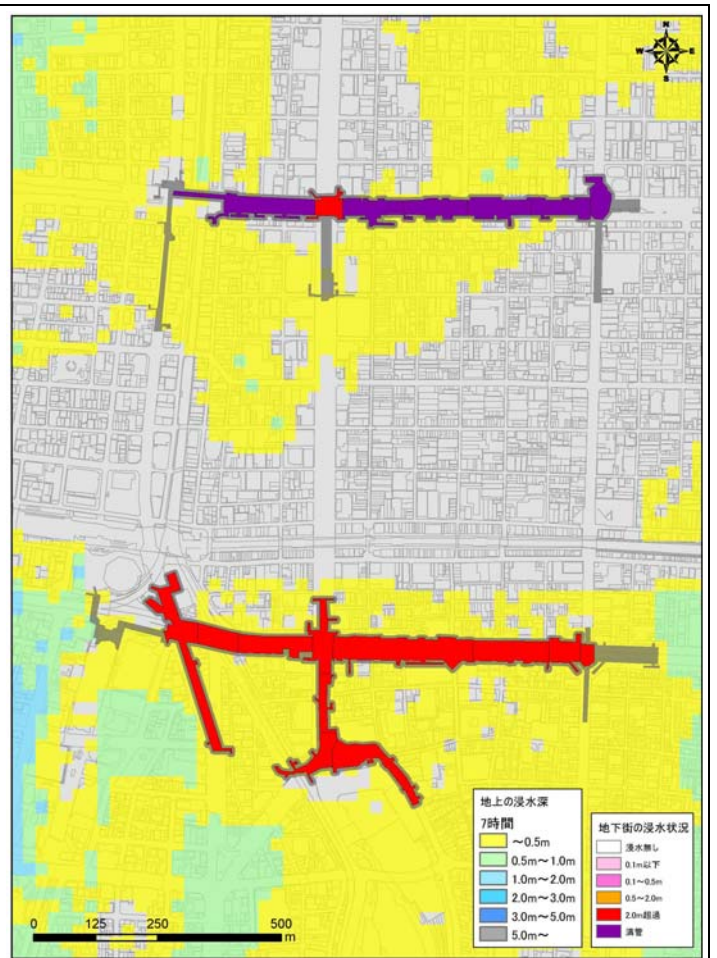 N
W E
S
地上の浸水深
7時間
～0.5m
0.5m～1.0m
1.0m～2.0m
2.0m～3.0m
3.0m～5.0m
5.0m～
地下街の浸水状況
浸水無し
0.1m以下
0.1～0.5m
0.5～2.0m
2.0m超過
満管
0 125 250 500
m